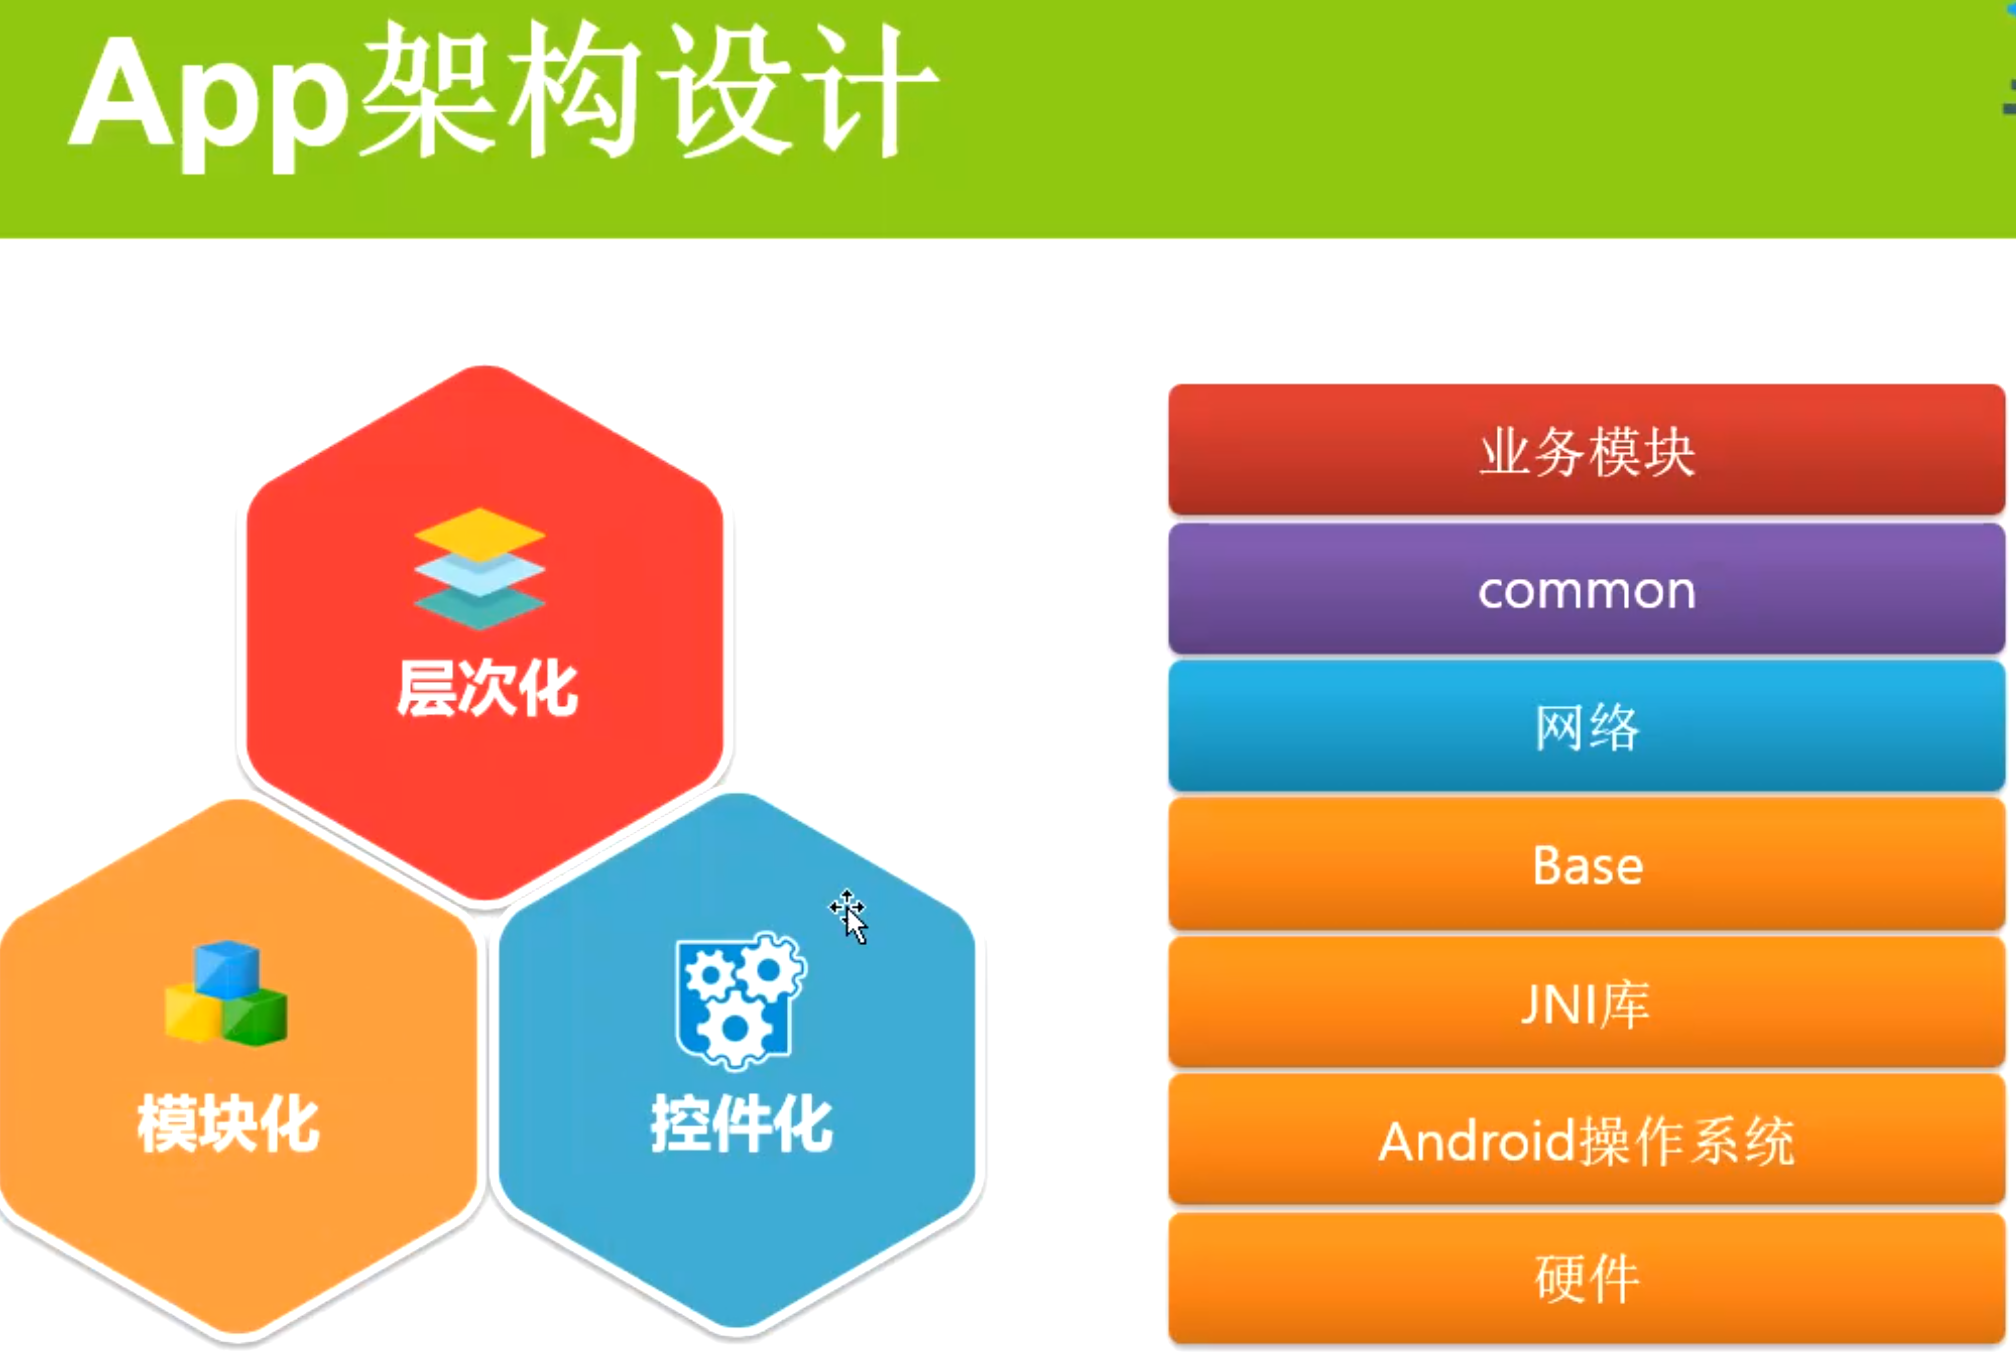 App架构设计
层次化
模块化
控件化
业务模块
common
网络
Base
JNI库
Android操作系统
硬件